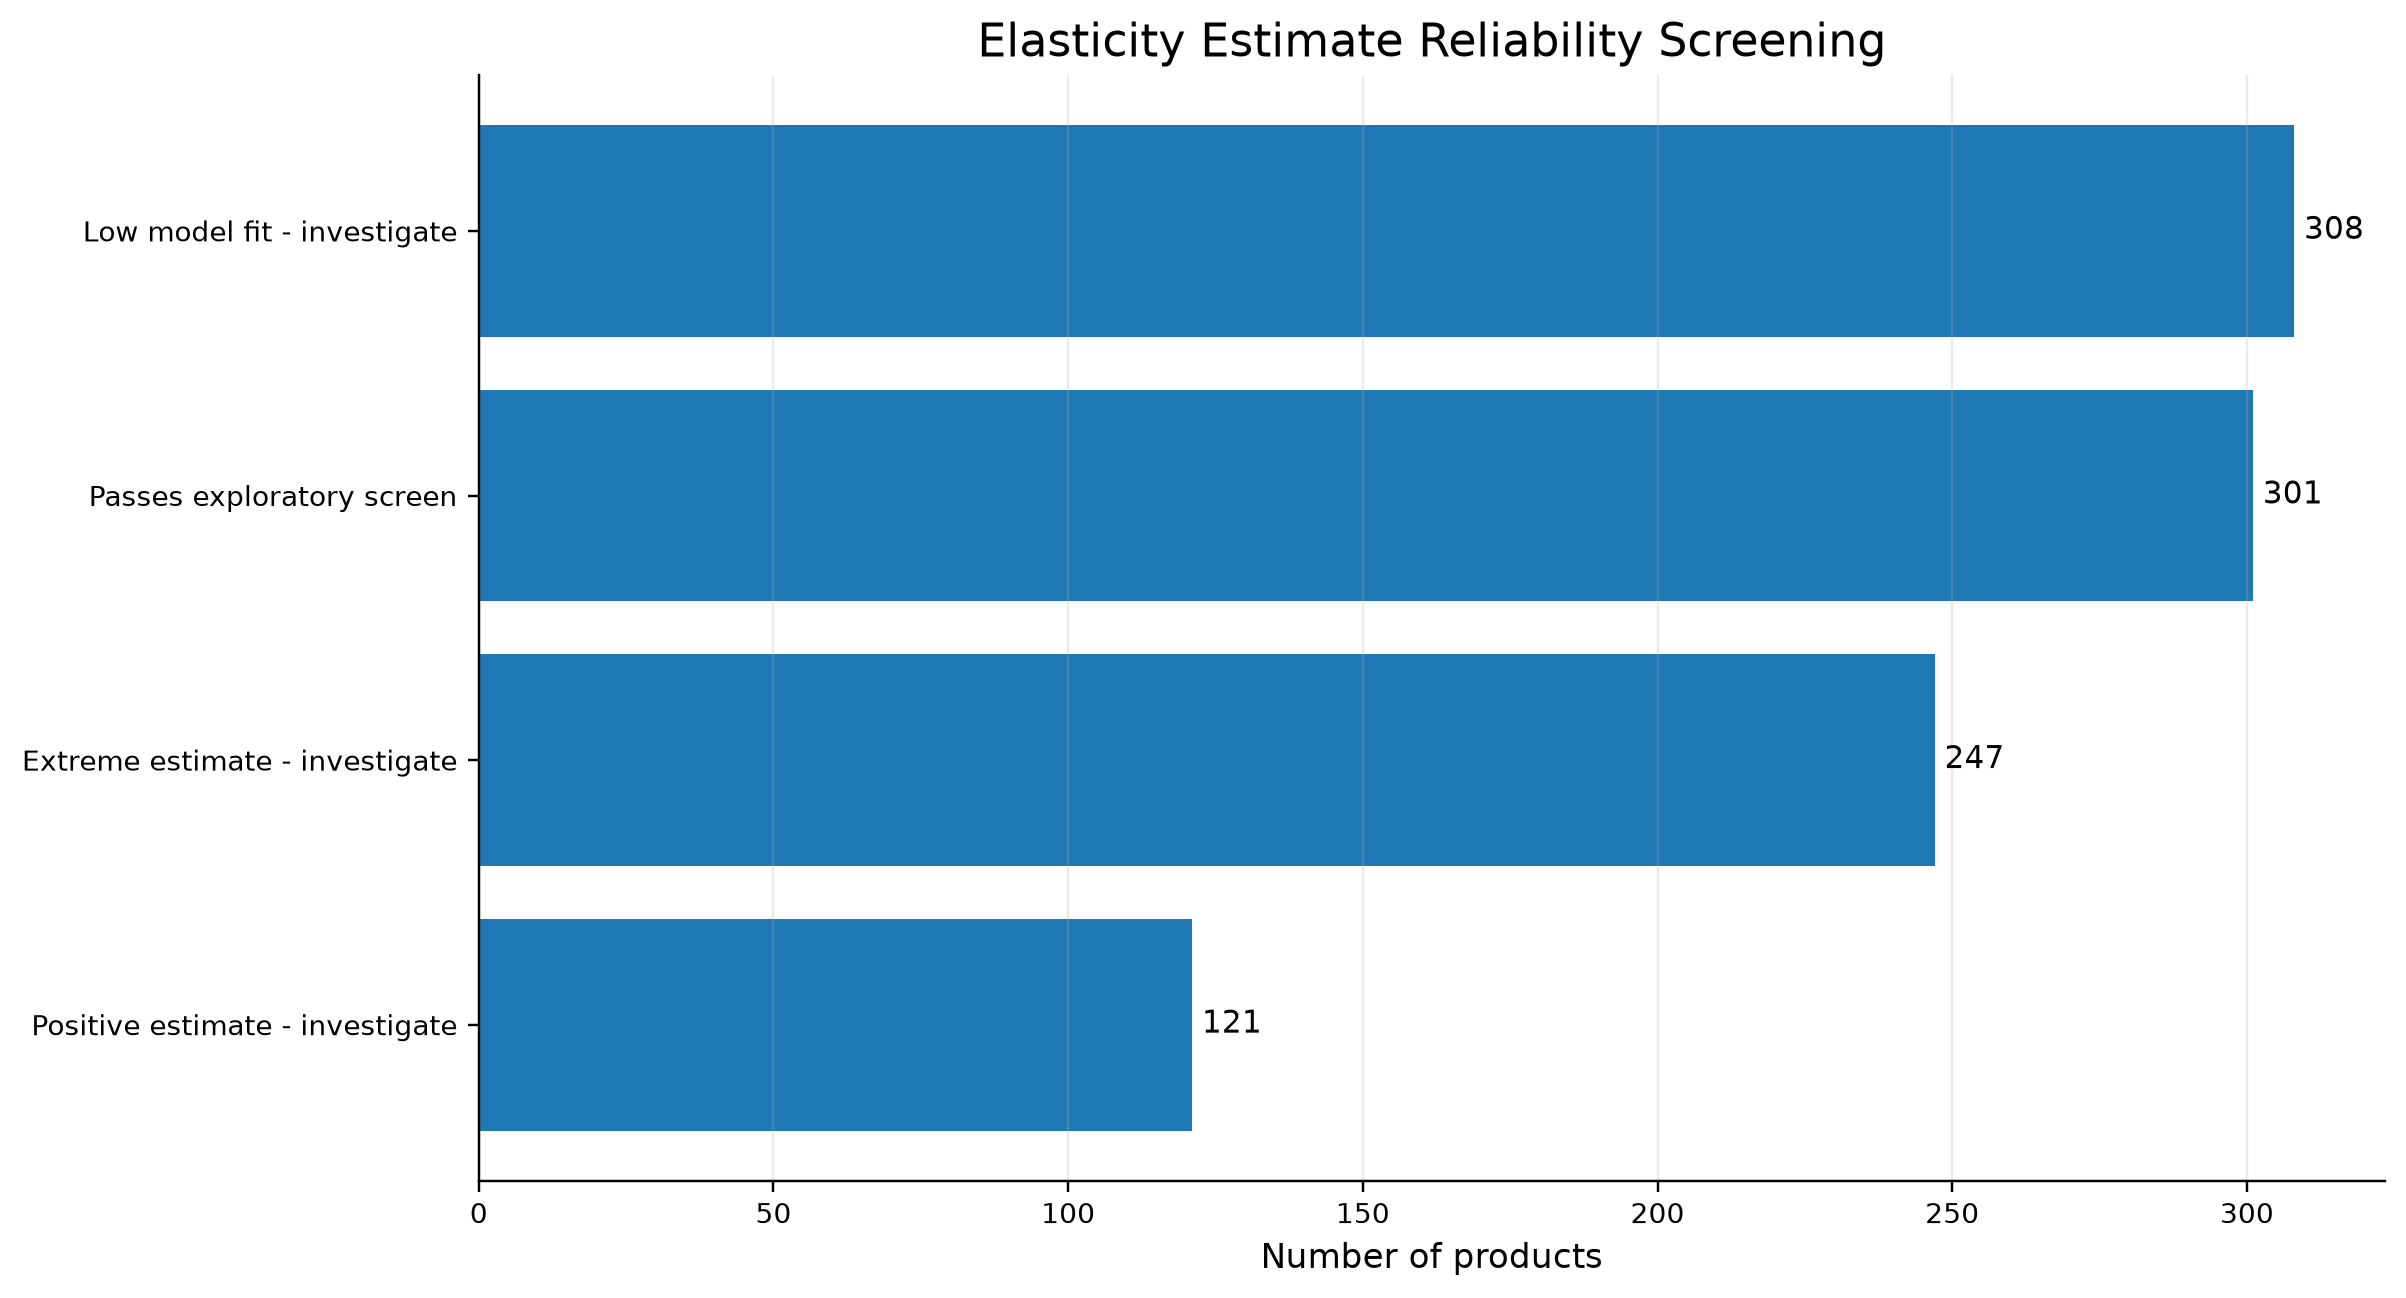 Elasticity Estimate Reliability Screening
Low model fit - investigate
308
Passes exploratory screen
301
Extreme estimate - investigate
247
Positive estimate - investigate
121
0 50 100 150 200 250 300
Number of products